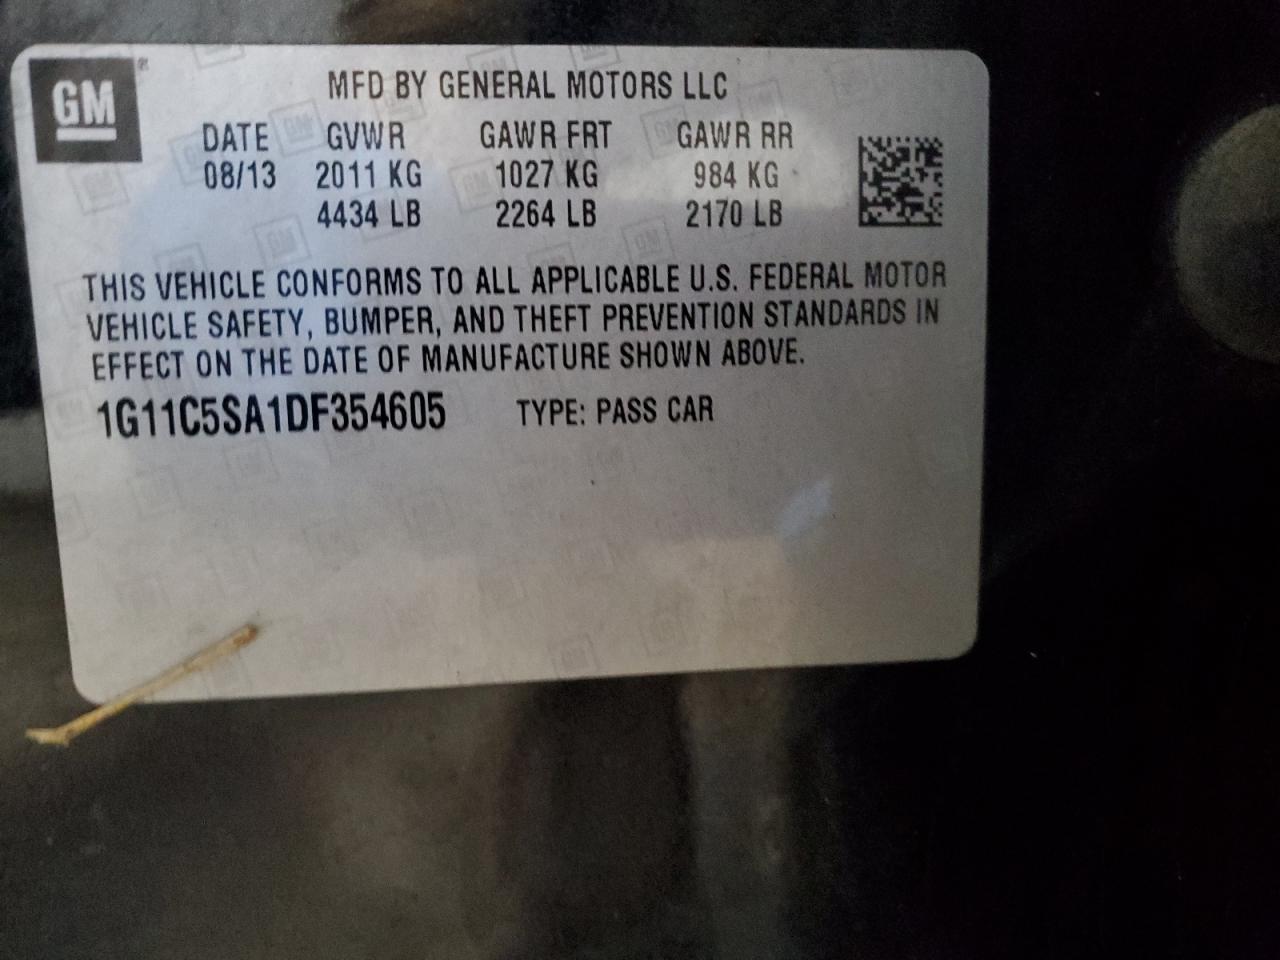 GM®
MFD BY GENERAL MOTORS LLC
DATE GVWR GAWR FRT GAWR RR
08/13 2011 KG 1027 KG 984 KG
4434 LB 2264 LB 2170 LB
THIS VEHICLE CONFORMS TO ALL APPLICABLE U.S. FEDERAL MOTOR
VEHICLE SAFETY, BUMPER, AND THEFT PREVENTION STANDARDS IN
EFFECT ON THE DATE OF MANUFACTURE SHOWN ABOVE.
1G11C5SA1DF354605 TYPE: PASS CAR